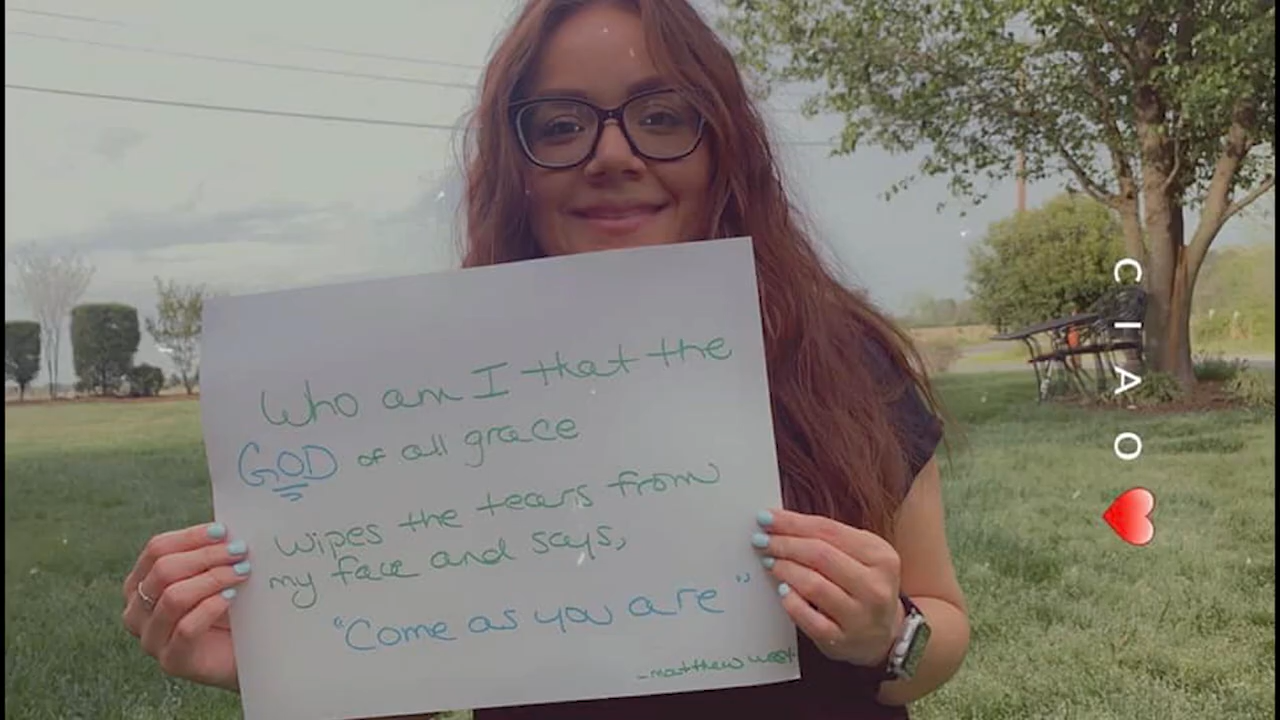 Who am I that the
GOD of all grace
wipes the tears from
my face and says,
"Come as you are"
-matthew west
CIAO